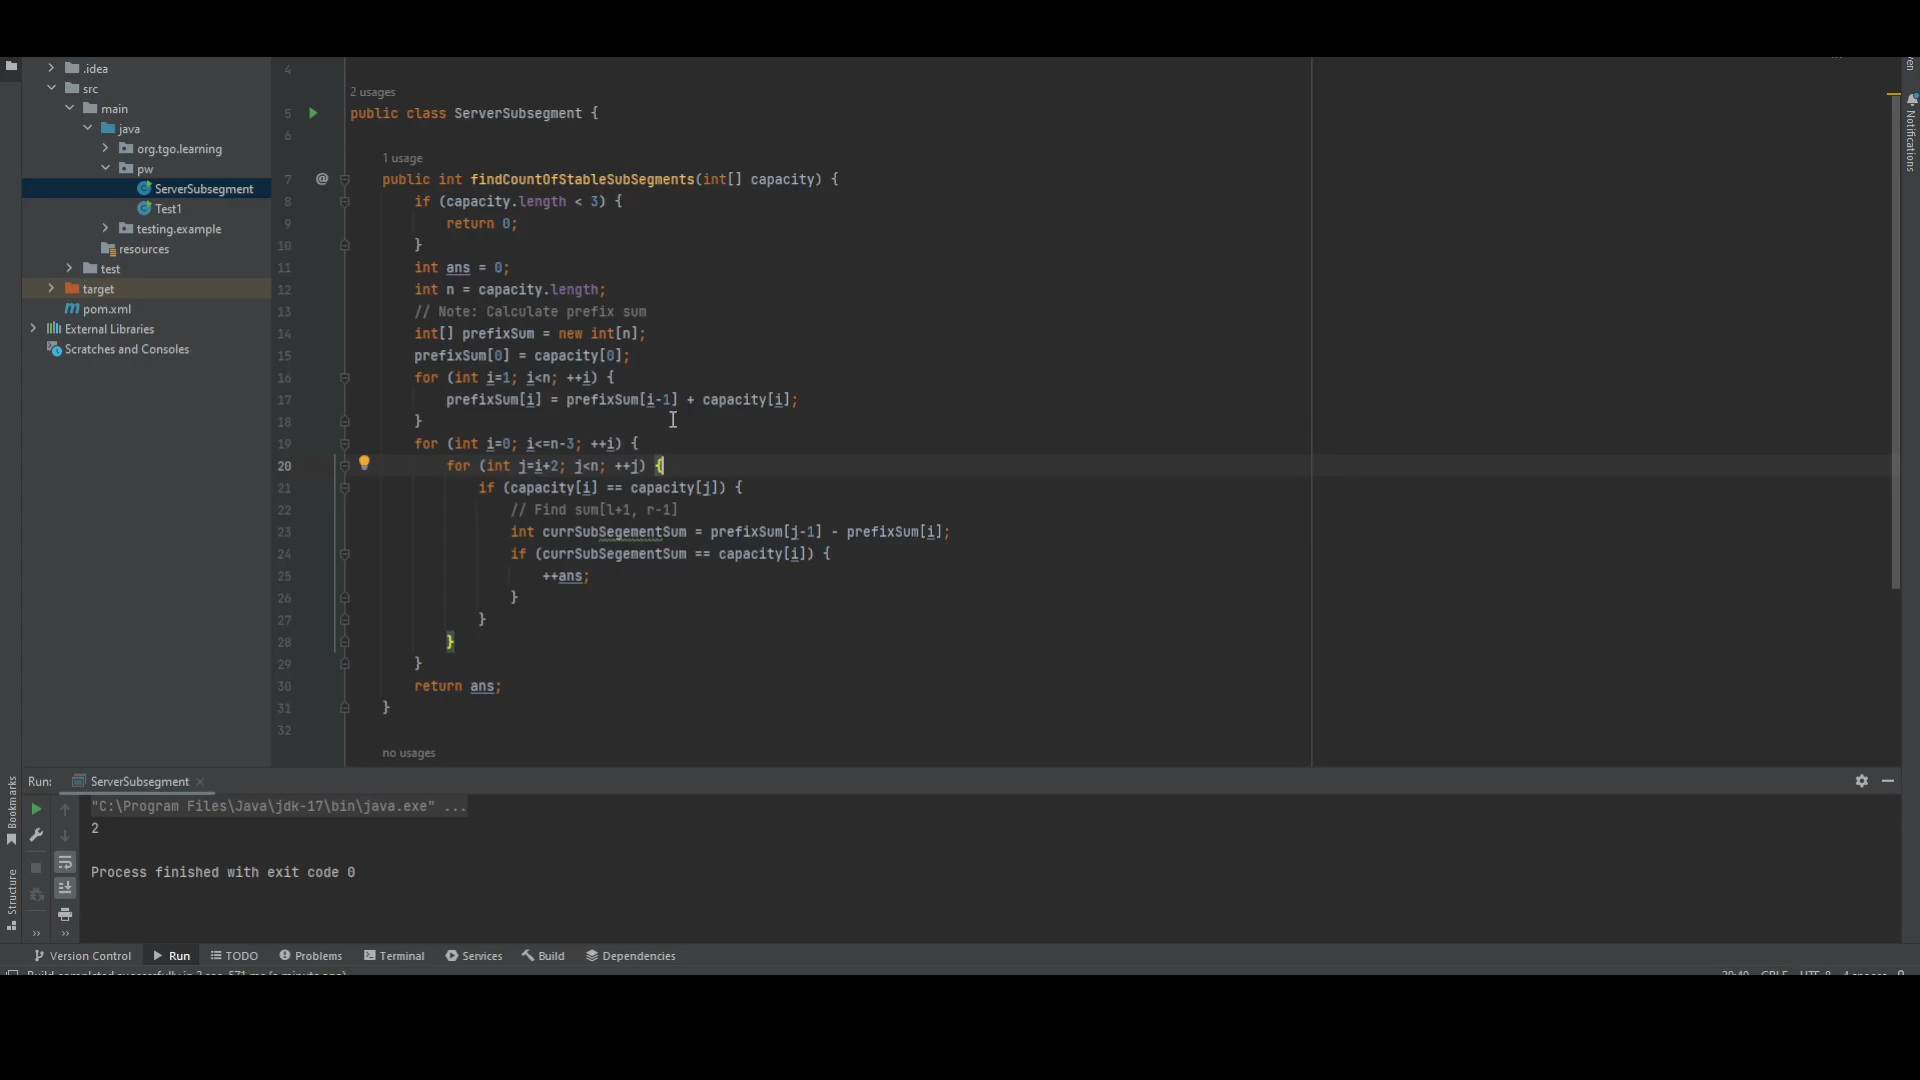 .idea
src
main
java
org.tgo.learning
pw
ServerSubsegment
Test1
testing.example
resources
test
target
pom.xml
External Libraries
Scratches and Consoles
4
2 usages
5 public class ServerSubsegment {
6
1 usage
7 @ public int findCountOfStableSubSegments(int[] capacity) {
8 if (capacity.length < 3) {
9 return 0;
10 }
11 int ans = 0;
12 int n = capacity.length;
13 // Note: Calculate prefix sum
14 int[] prefixSum = new int[n];
15 prefixSum[0] = capacity[0];
16 for (int i=1; i<n; ++i) {
17 prefixSum[i] = prefixSum[i-1] + capacity[i];
18 }
19 for (int i=0; i<=n-3; ++i) {
20 for (int j=i+2; j<n; ++j) {
21 if (capacity[i] == capacity[j]) {
22 // Find sum[l+1, r-1]
23 int currSubSegementSum = prefixSum[j-1] - prefixSum[i];
24 if (currSubSegementSum == capacity[i]) {
25 ++ans;
26 }
27 }
28 }
29 }
30 return ans;
31 }
32
no usages
Notifications
Bookmarks
Structure
Run: ServerSubsegment
"C:\Program Files\Java\jdk-17\bin\java.exe" ...
2
Process finished with exit code 0
Version Control Run TODO Problems Terminal Services Build Dependencies